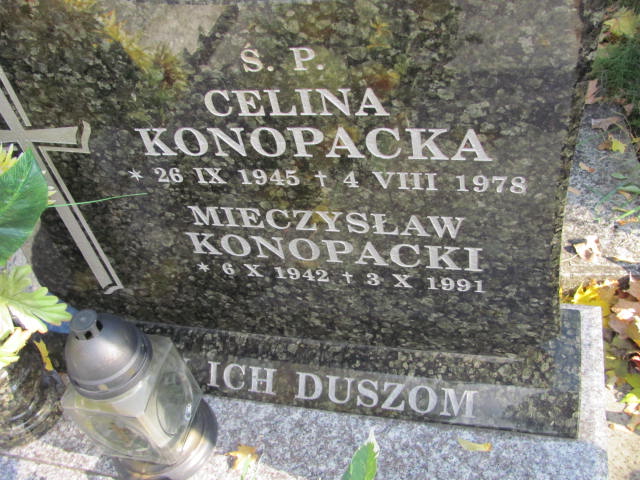 Ś. P.
CELINA
KONOPACKA
* 26 IX 1945 † 4 VIII 1978
MIECZYSŁAW
KONOPACKI
* 6 X 1942 † 3 X 1991
ICH DUSZOM